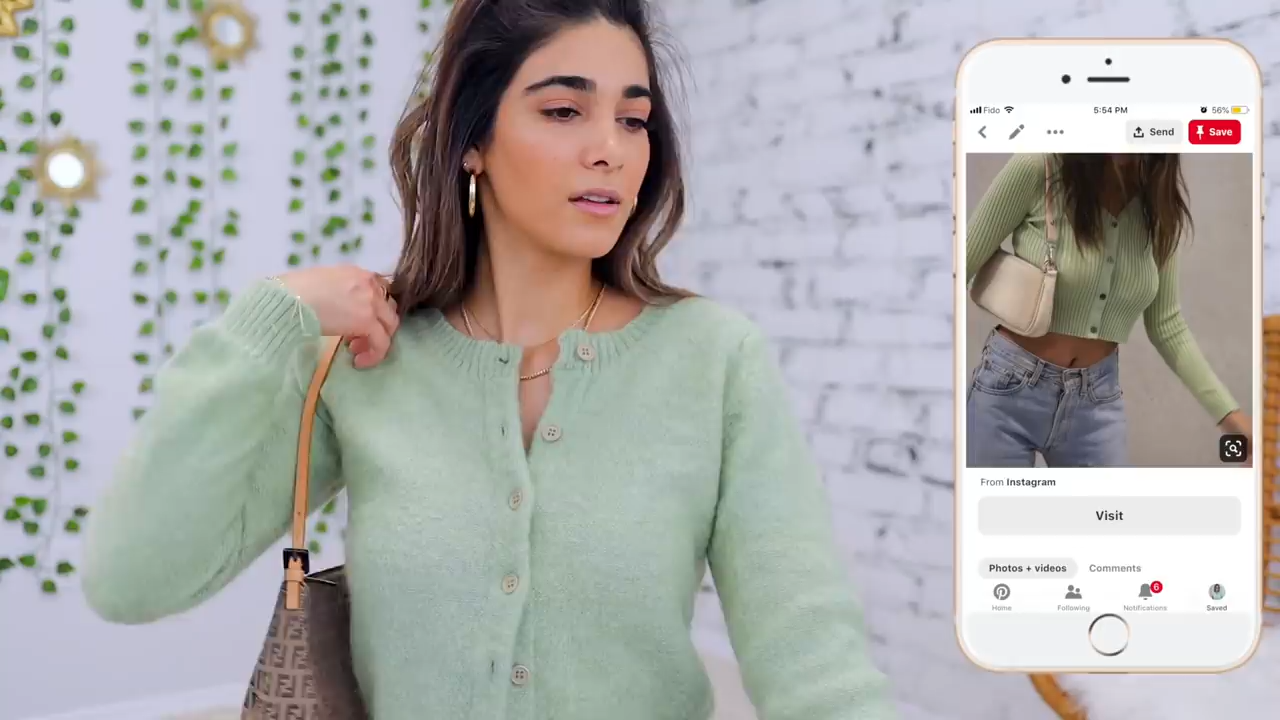 Fido 5:54 PM 56%
Send Save
From Instagram
Visit
Photos + videos Comments
6
Home Following Notifications Saved